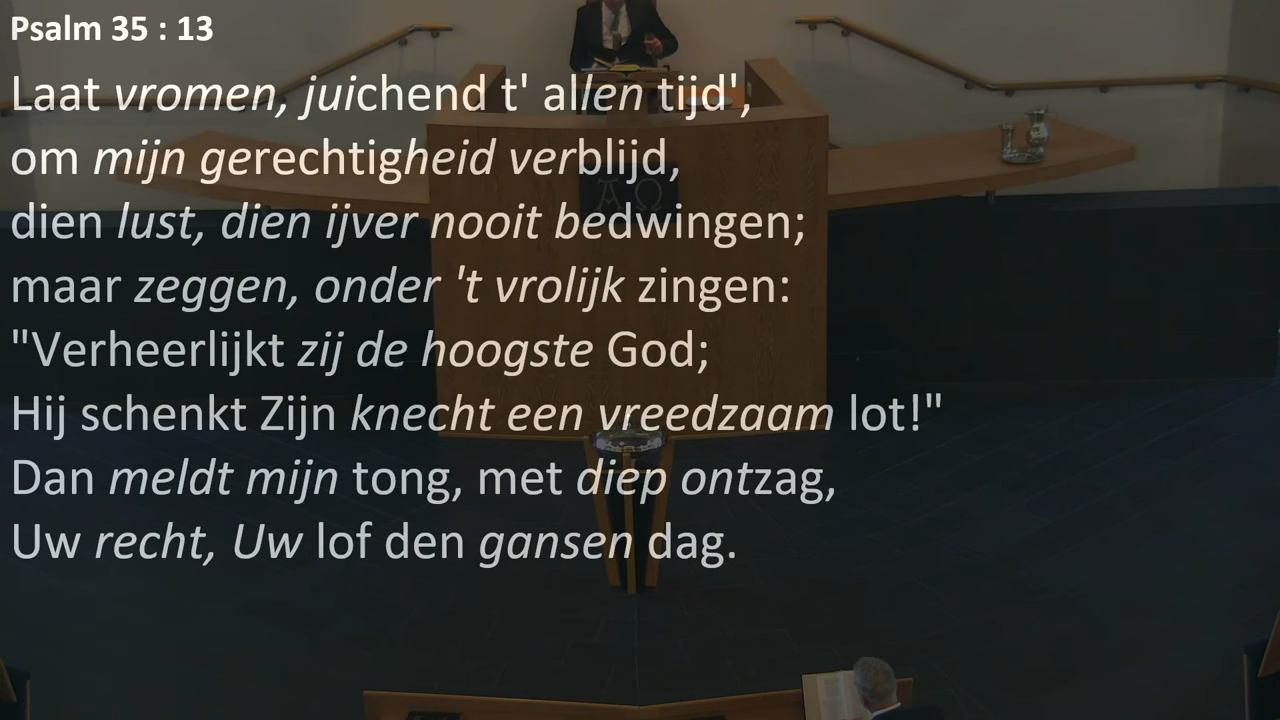 Psalm 35 : 13
Laat vromen, juichend t' allen tijd',
om mijn gerechtigheid verblijd,
dien lust, dien ijver nooit bedwingen;
maar zeggen, onder 't vrolijk zingen:
"Verheerlijkt zij de hoogste God;
Hij schenkt Zijn knecht een vreedzaam lot!"
Dan meldt mijn tong, met diep ontzag,
Uw recht, Uw lof den gansen dag.
ΑΩ